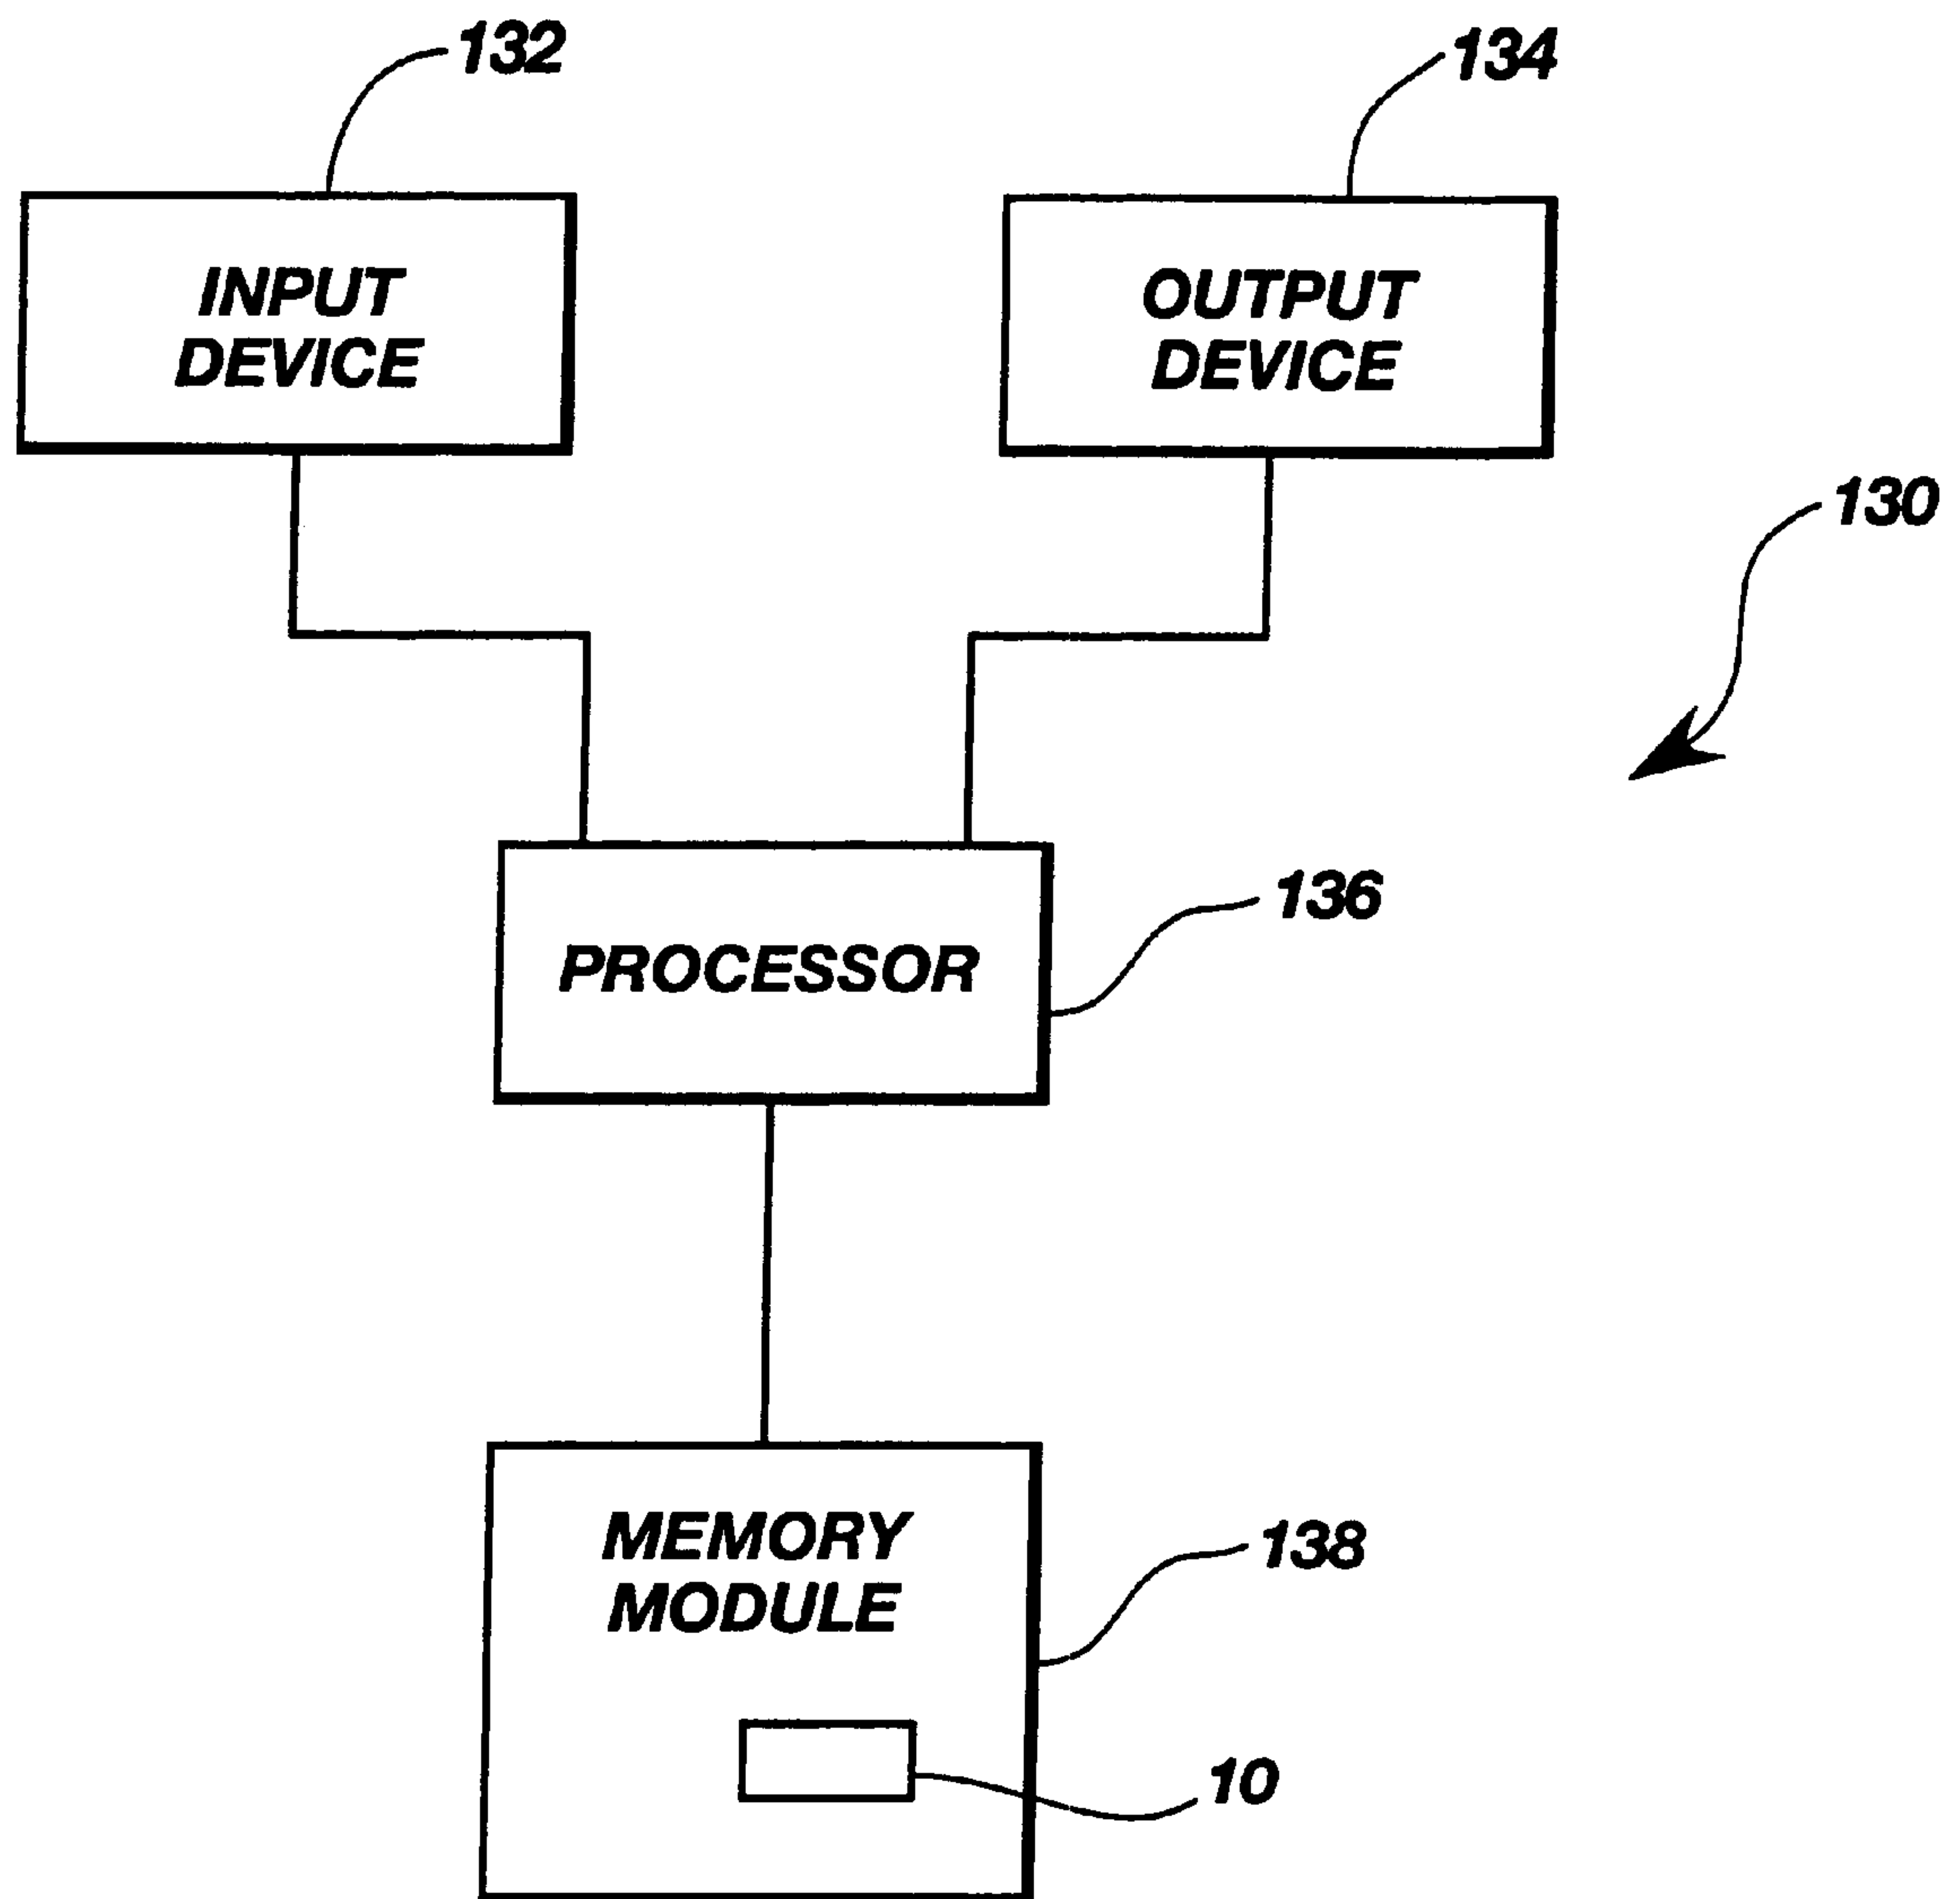 132
134
INPUT
DEVICE
OUTPUT
DEVICE
130
136
PROCESSOR
MEMORY
MODULE
138
10